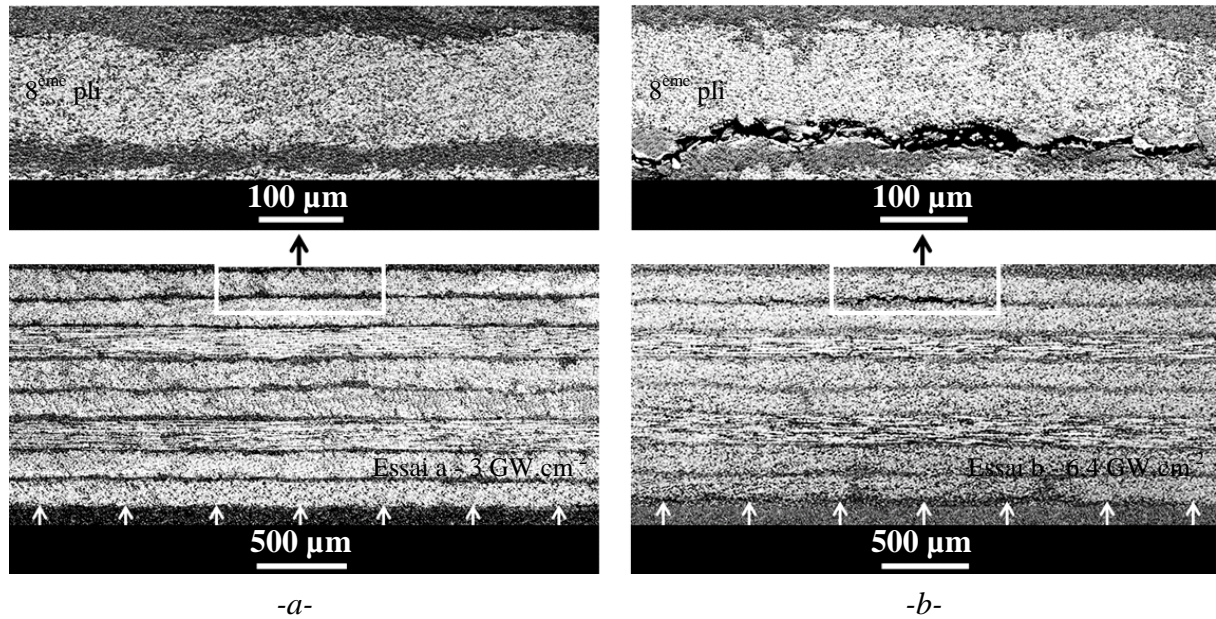 8ème pli
100 µm
Essai a - 3 GW.cm-2
500 µm
-a-
8ème pli
100 µm
Essai b - 6.4 GW.cm-2
500 µm
-b-